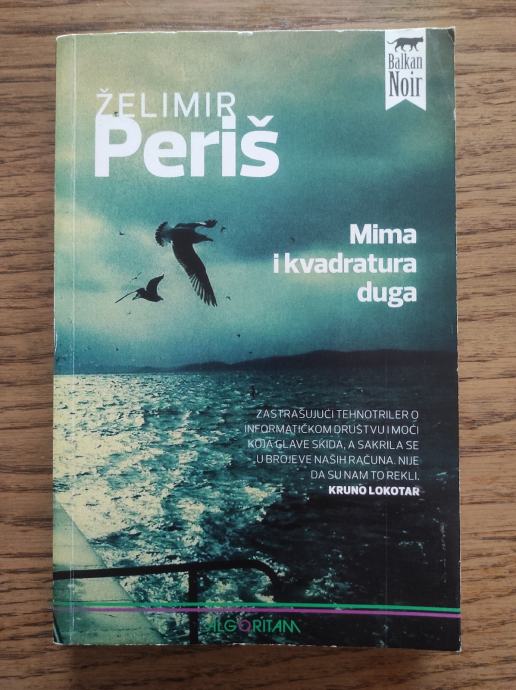 Balkan
Noir
ŽELIMIR
Periš
Mima
i kvadratura
duga
ZASTRAŠUJUĆI TEHNOTRILER O
INFORMATIČKOM DRUŠTVU I MOĆI
KOJA GLAVE SKIDA, A SAKRILA SE
U BROJEVE NAŠIH RAČUNA. NIJE
DA SU NAM TO REKLI.
KRUNO LOKOTAR
ALGORITAM